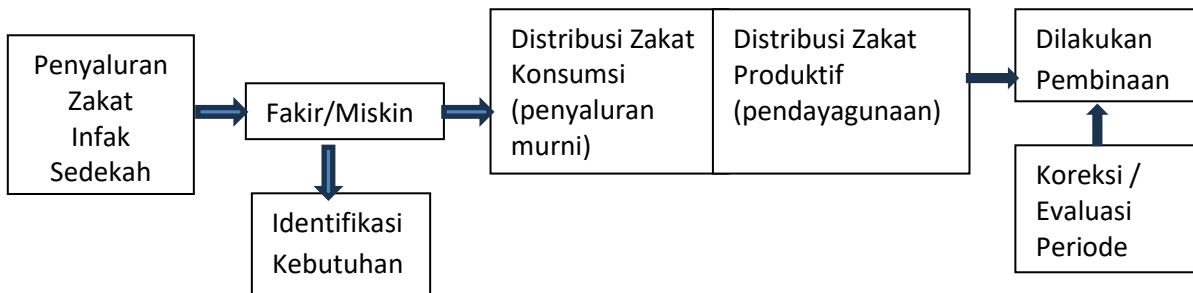 Penyaluran
Zakat
Infak
Sedekah
Fakir/Miskin
Identifikasi
Kebutuhan
Distribusi Zakat
Konsumsi
(penyaluran
murni)
Distribusi Zakat
Produktif
(pendayagunaan)
Dilakukan
Pembinaan
Koreksi /
Evaluasi
Periode